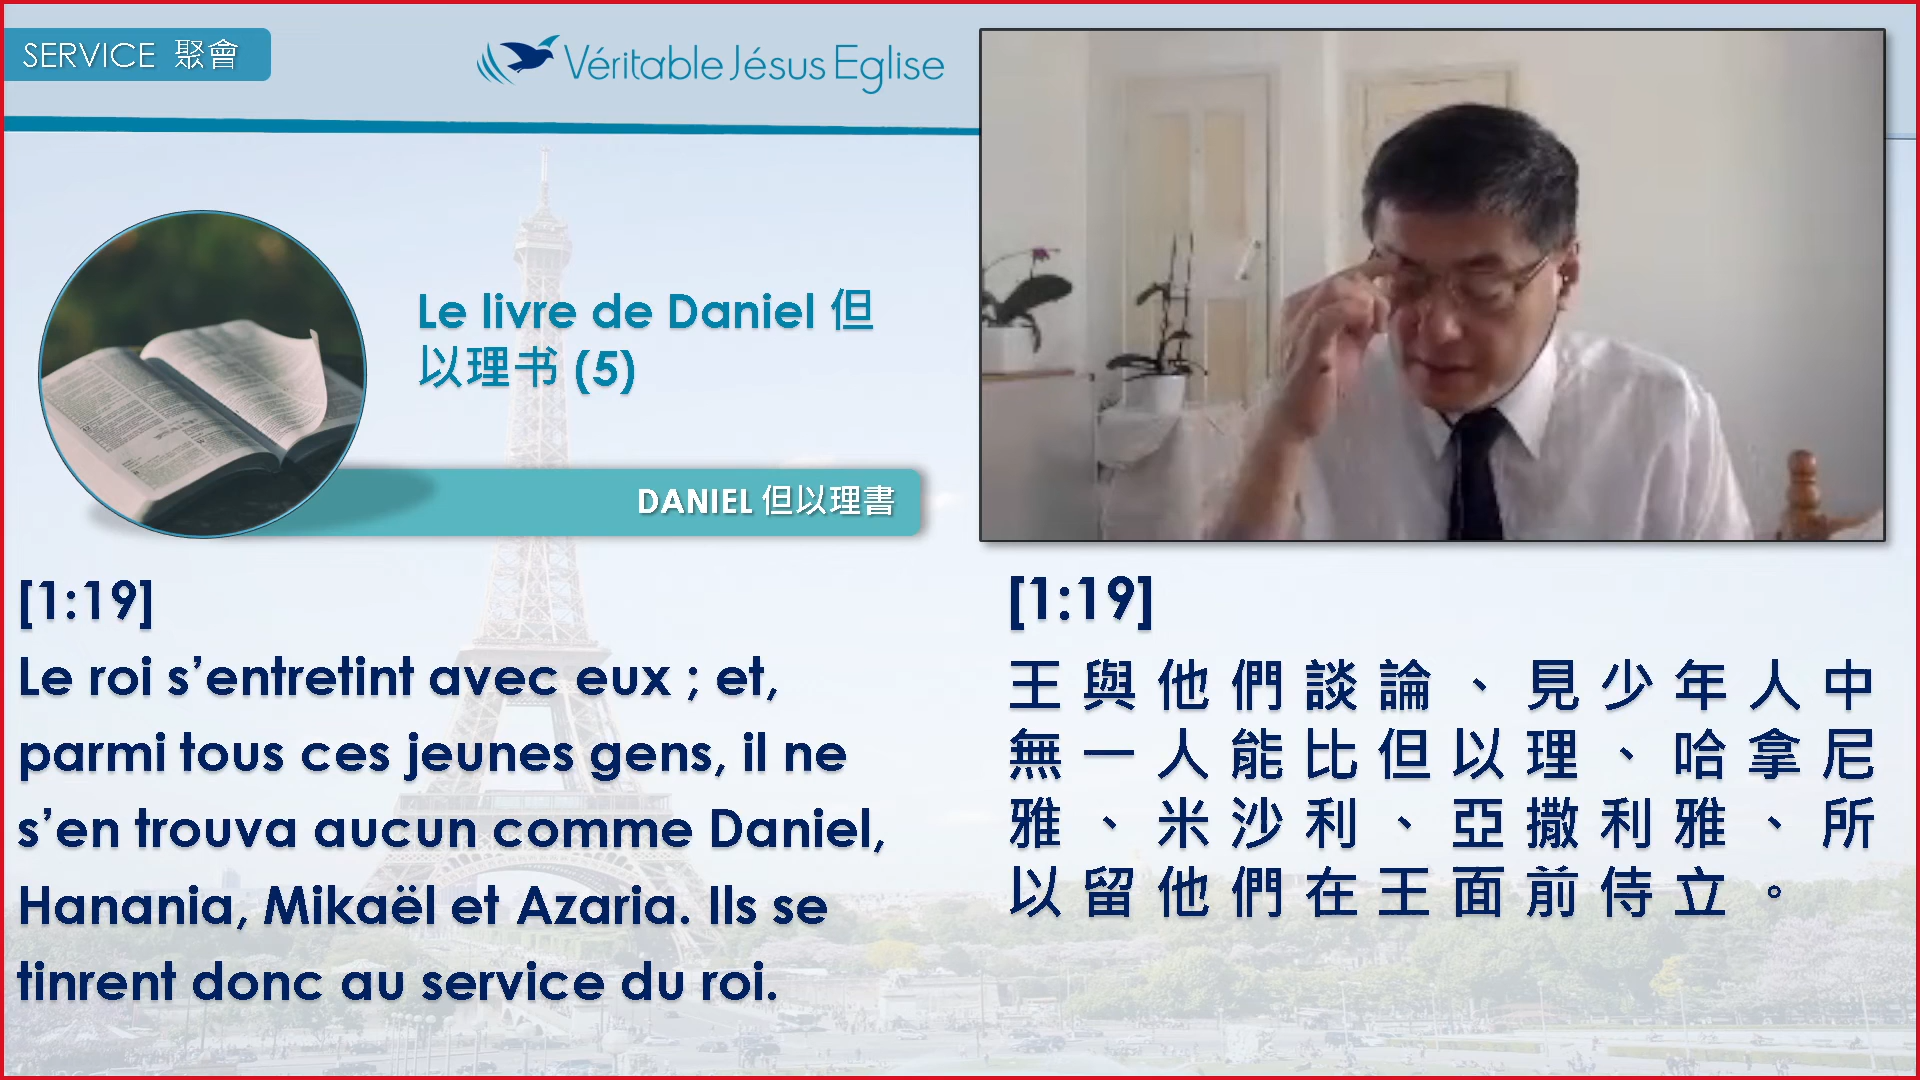 SERVICE 聚會
Véritable Jésus Eglise
Le livre de Daniel 但
以理书 (5)
DANIEL 但以理書
[1:19]
Le roi s’entretint avec eux ; et,
parmi tous ces jeunes gens, il ne
s’en trouva aucun comme Daniel,
Hanania, Mikaël et Azaria. Ils se
tinrent donc au service du roi.
[1:19]
王與他們談論、見少年人中
無一人能比但以理、哈拿尼
雅、米沙利、亞撒利雅、所
以留他們在王面前侍立。